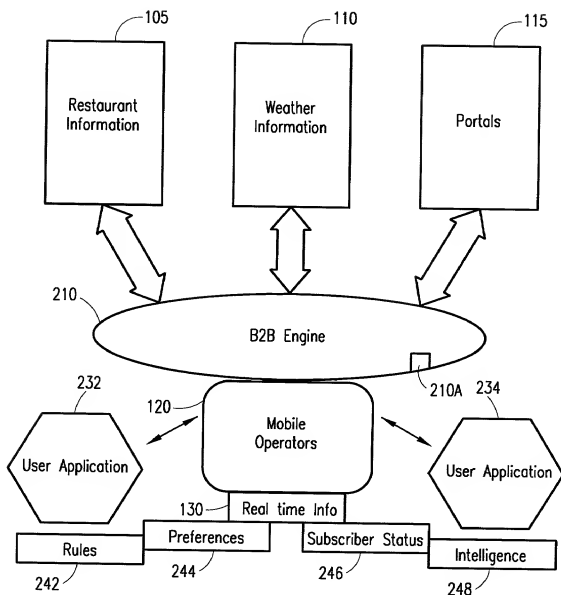 105
110
115
Restaurant
Information
Weather
Information
Portals
210
B2B Engine
210A
232
120
234
Mobile
Operators
User Application
User Application
130
Real time Info
Preferences
Subscriber Status
Rules
Intelligence
242
244
246
248